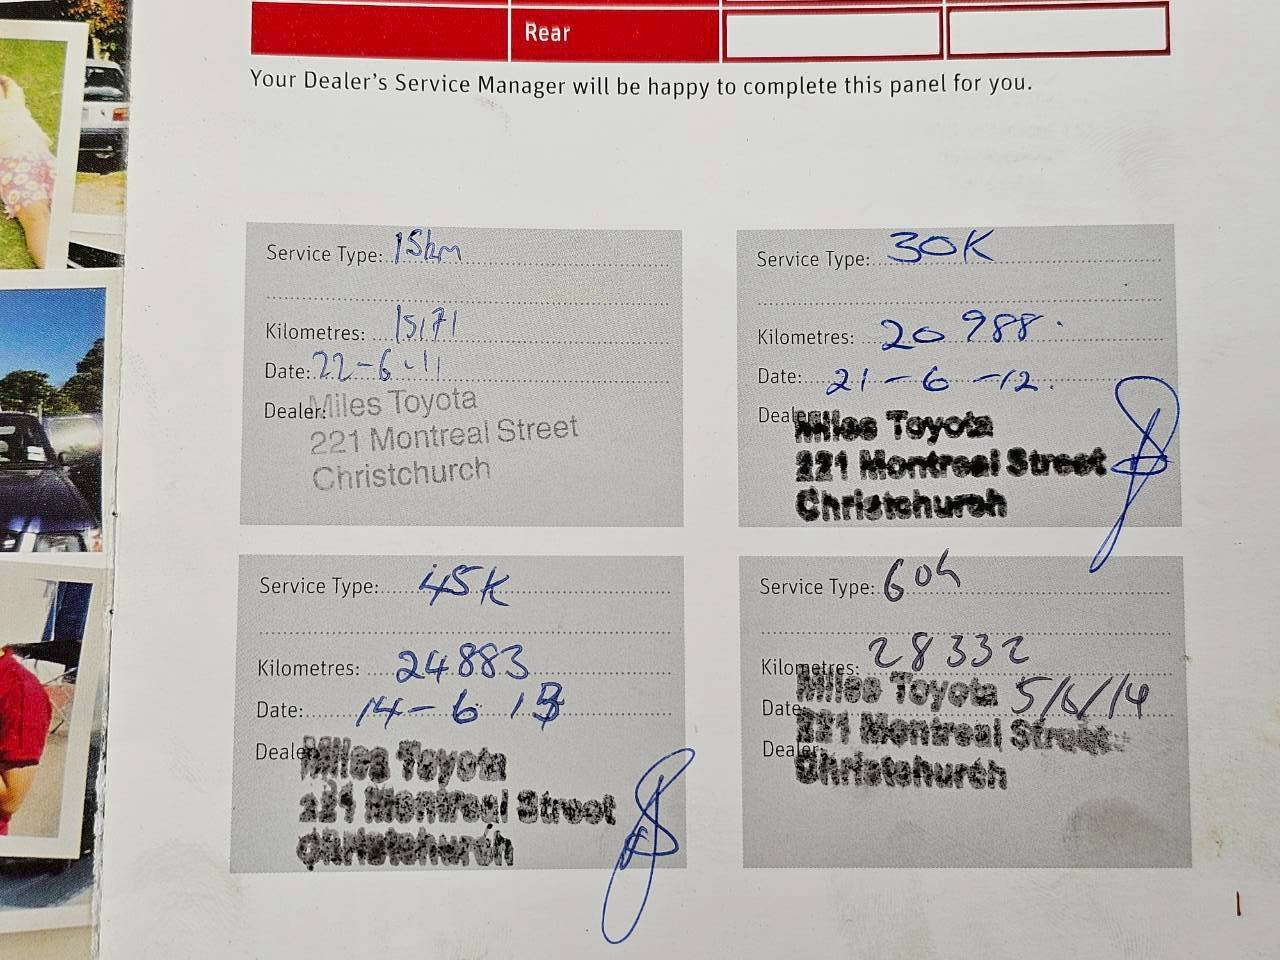 Rear
Your Dealer's Service Manager will be happy to complete this panel for you.
Service Type: 15km
Kilometres: 15171
Date: 22-6-11
Dealer: Miles Toyota
221 Montreal Street
Christchurch
Service Type: 30K
Kilometres: 20988.
Date: 21-6-12.
Dealer: Miles Toyota
221 Montreal Street
Christchurch
Service Type: 45K
Kilometres: 24883
Date: 14-6 13
Dealer: Miles Toyota
221 Montreal Street
Christchurch
Service Type: 60k
Kilometres: 28332
Date: 5/6/14
Dealer: Miles Toyota
221 Montreal Street
Christchurch